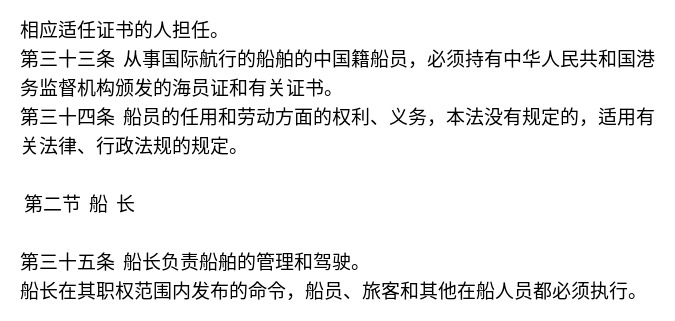 相应适任证书的人担任。
第三十三条 从事国际航行的船舶的中国籍船员，必须持有中华人民共和国港
务监督机构颁发的海员证和有关证书。
第三十四条 船员的任用和劳动方面的权利、义务，本法没有规定的，适用有
关法律、行政法规的规定。
第二节 船 长
第三十五条 船长负责船舶的管理和驾驶。
船长在其职权范围内发布的命令，船员、旅客和其他在船人员都必须执行。